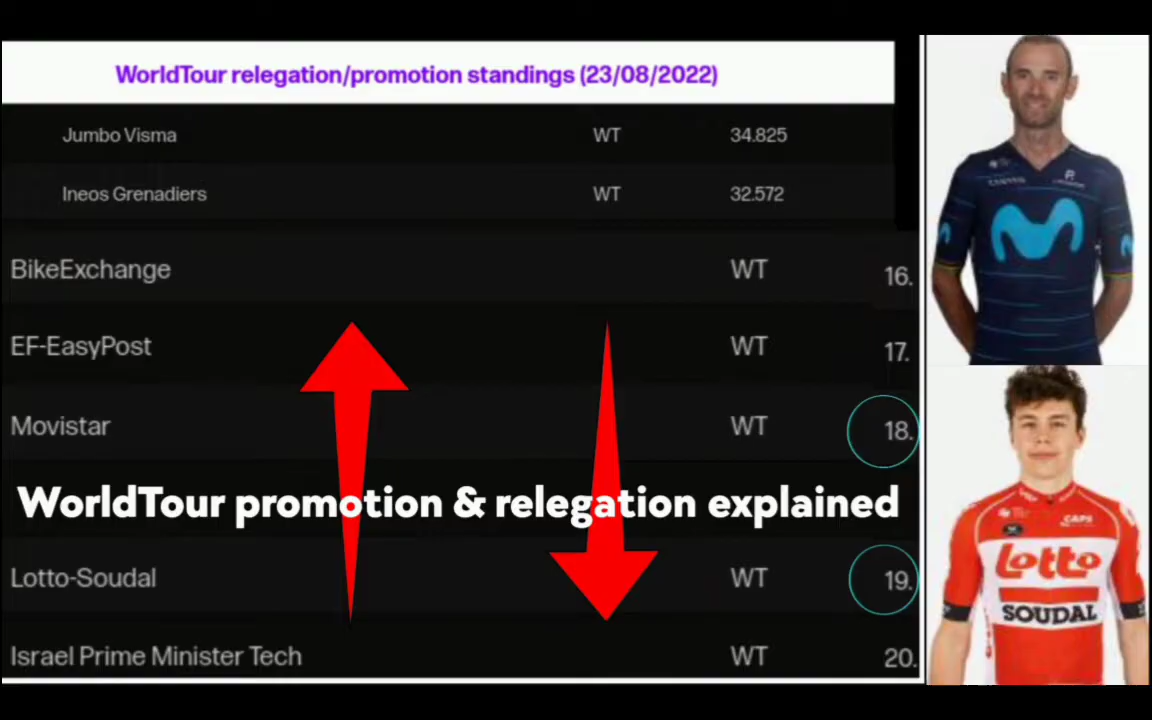 WorldTour relegation/promotion standings (23/08/2022)
Jumbo Visma WT 34.825
Ineos Grenadiers WT 32.572
BikeExchange WT 16.
EF-EasyPost WT 17.
Movistar WT 18.
WorldTour promotion & relegation explained
Lotto-Soudal WT 19.
Israel Prime Minister Tech WT 20.
CANYON
CAPS
Lotto
SOUDAL